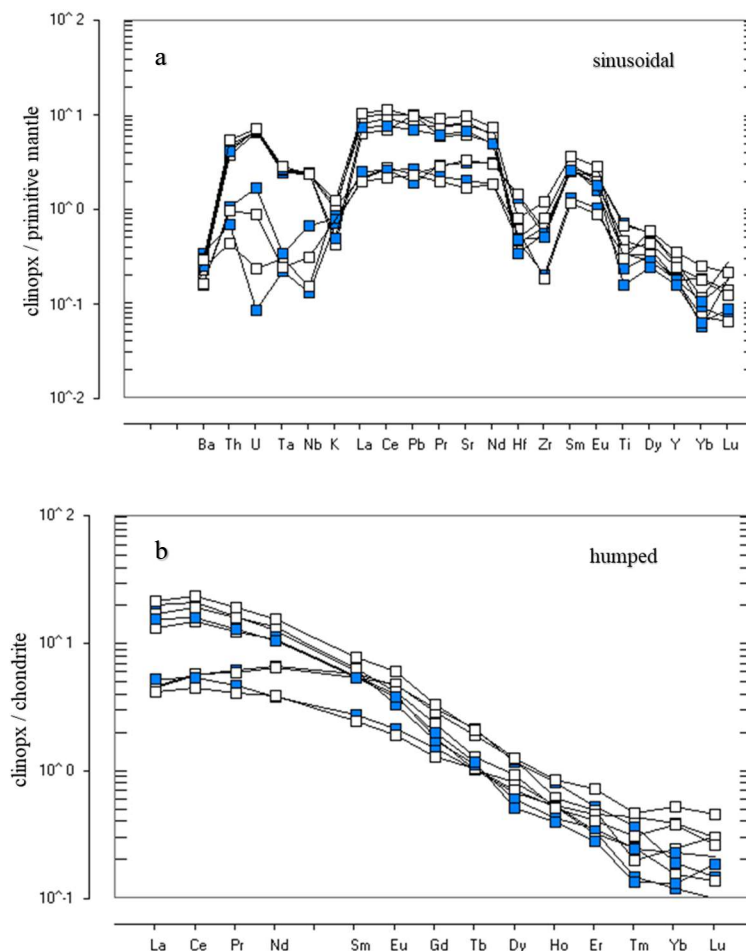 10^2
a
sinusoidal
10^1
10^0
10^-1
10^-2
clinopx / primitive mantle
Ba Th U Ta Nb K La Ce Pb Pr Sr Nd Hf Zr Sm Eu Ti Dy Y Yb Lu
10^2
b
humped
10^1
10^0
10^-1
clinopx / chondrite
La Ce Pr Nd Sm Eu Gd Tb Dy Ho Er Tm Yb Lu